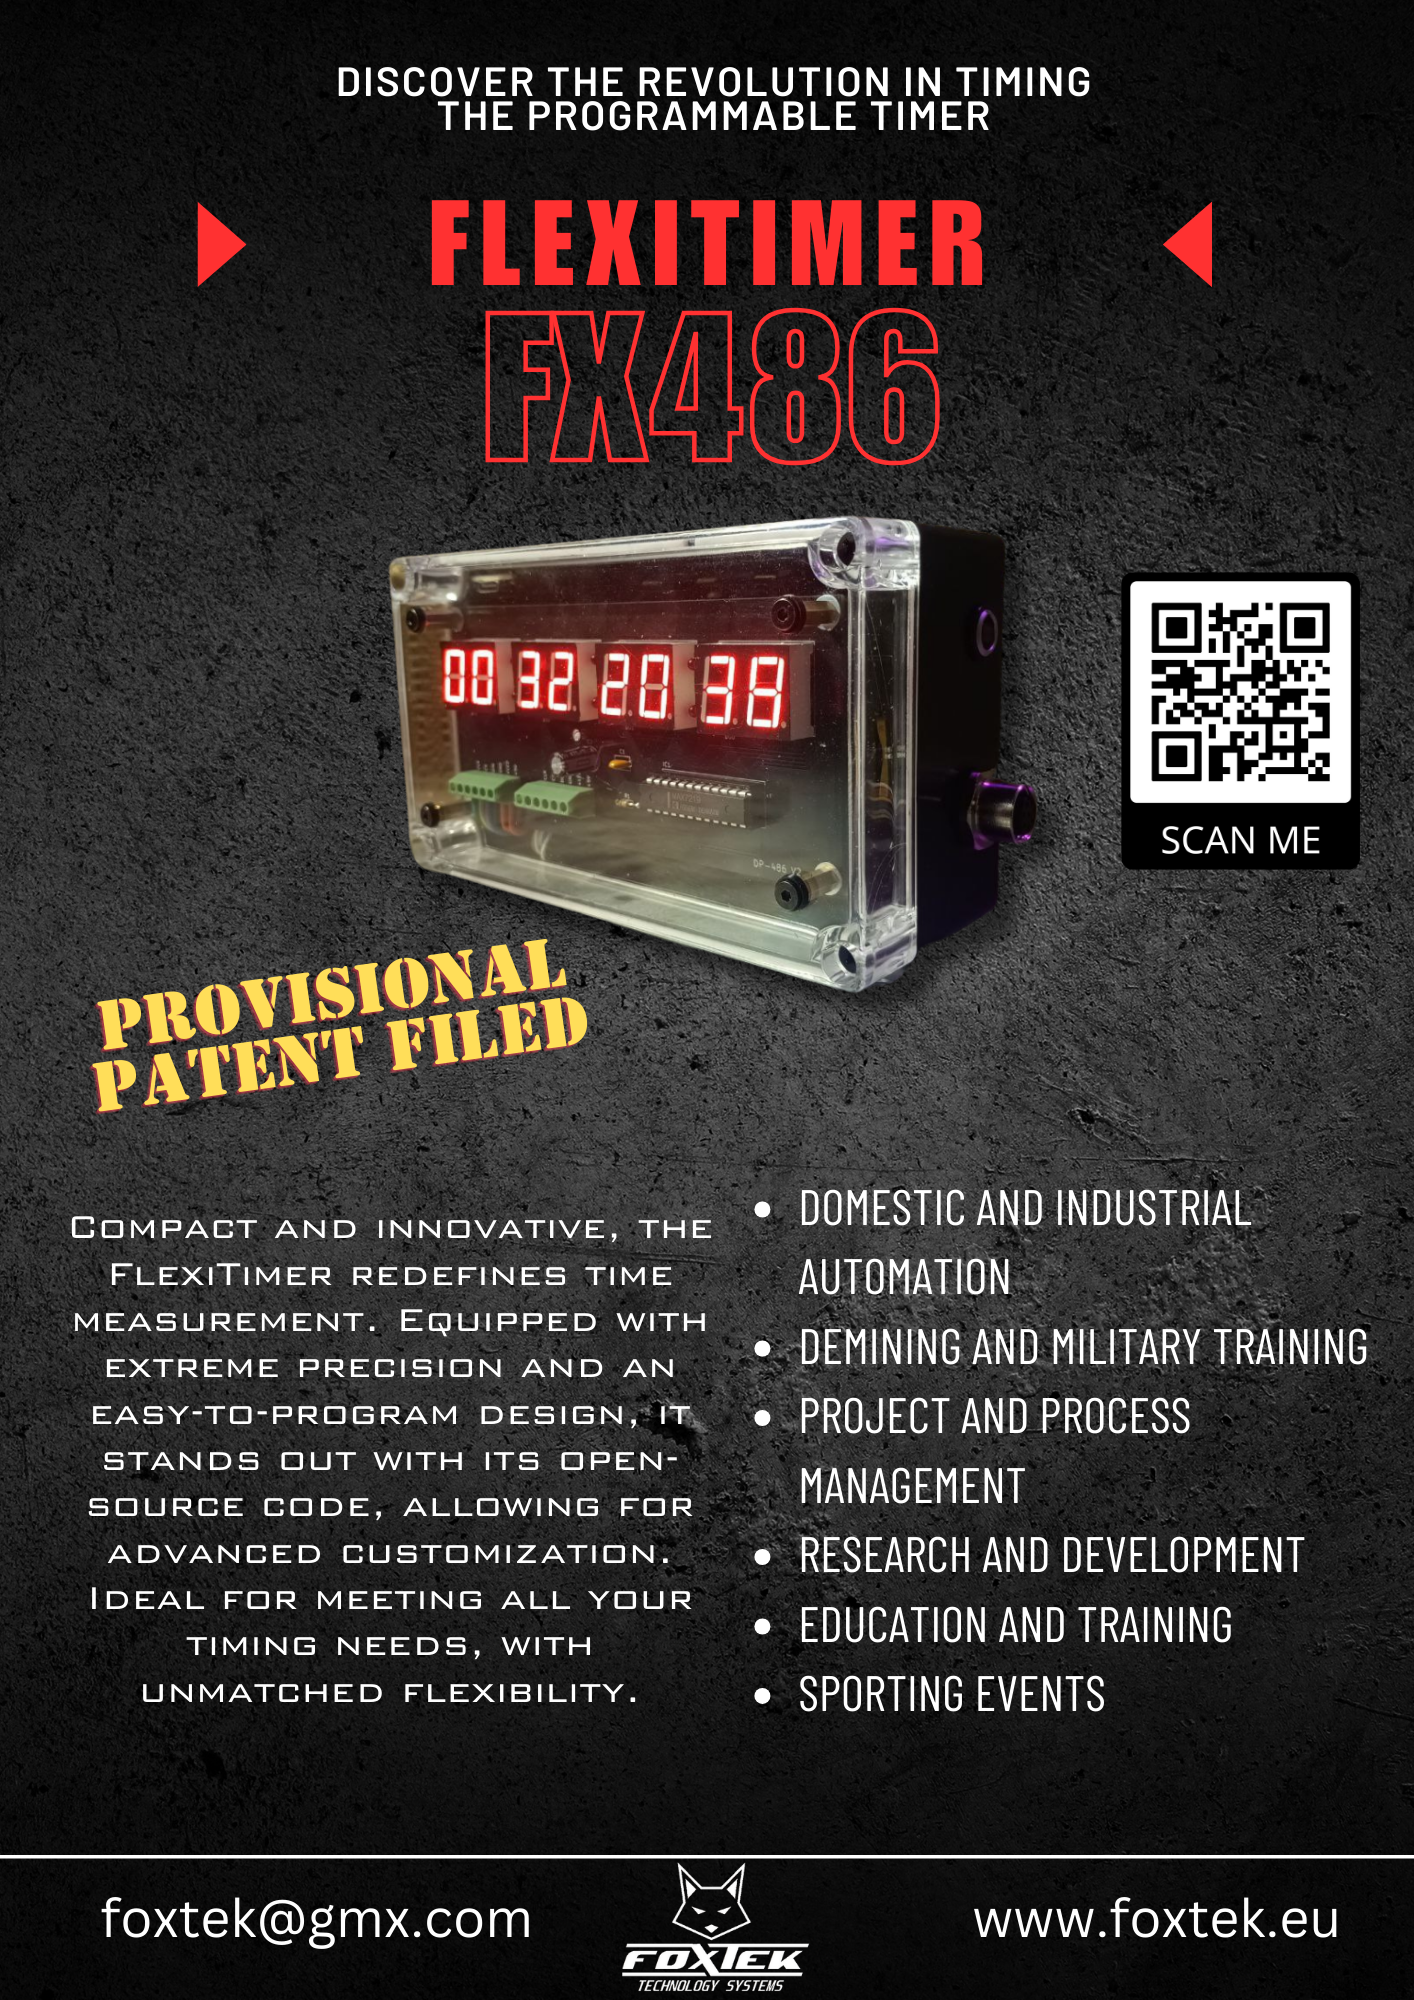 DISCOVER THE REVOLUTION IN TIMING
THE PROGRAMMABLE TIMER
FLEXITIMER
FX486
00 32 20 38
DP-486 V2
SCAN ME
PROVISIONAL
PATENT FILED
COMPACT AND INNOVATIVE, THE
FLEXITIMER REDEFINES TIME
MEASUREMENT. EQUIPPED WITH
EXTREME PRECISION AND AN
EASY-TO-PROGRAM DESIGN, IT
STANDS OUT WITH ITS OPEN-
SOURCE CODE, ALLOWING FOR
ADVANCED CUSTOMIZATION.
IDEAL FOR MEETING ALL YOUR
TIMING NEEDS, WITH
UNMATCHED FLEXIBILITY.
• DOMESTIC AND INDUSTRIAL
AUTOMATION
• DEMINING AND MILITARY TRAINING
• PROJECT AND PROCESS
MANAGEMENT
• RESEARCH AND DEVELOPMENT
• EDUCATION AND TRAINING
• SPORTING EVENTS
foxtek@gmx.com
FOXTEK
TECHNOLOGY SYSTEMS
www.foxtek.eu